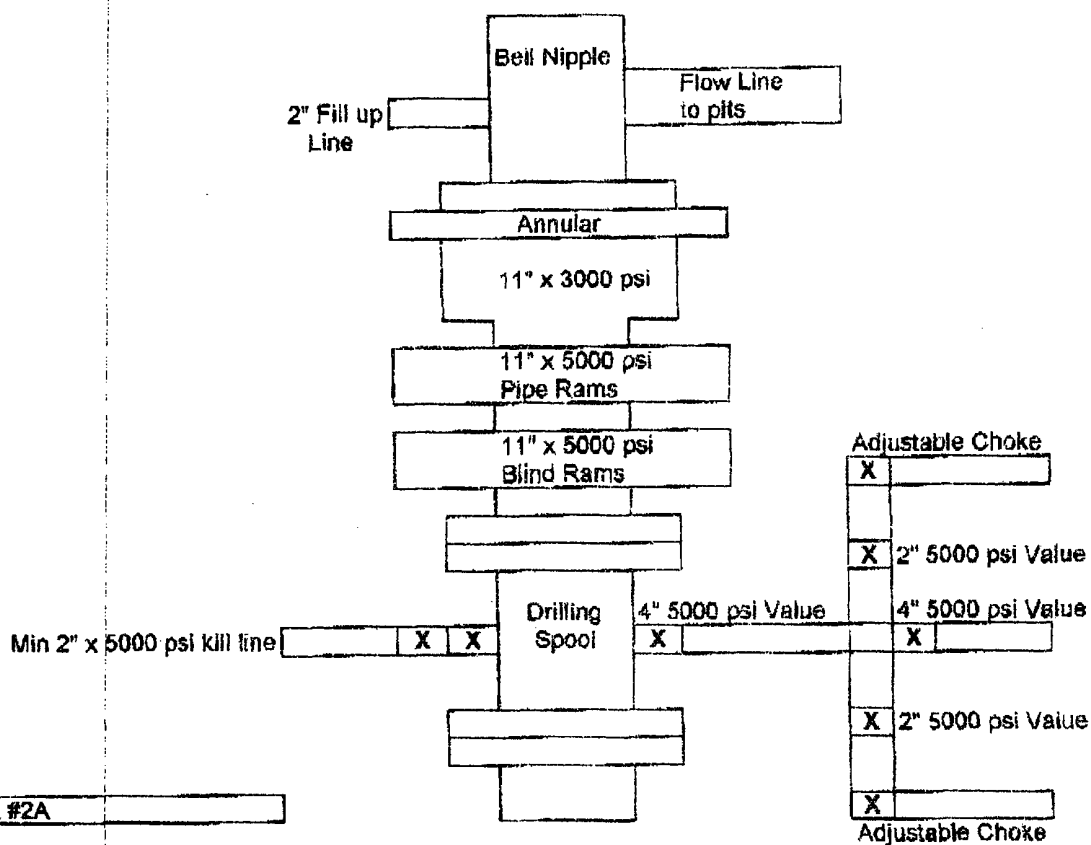 Bell Nipple
Flow Line
to pits
2" Fill up
Line
Annular
11" x 3000 psi
11" x 5000 psi
Pipe Rams
11" x 5000 psi
Blind Rams
Adjustable Choke
X
X 2" 5000 psi Value
Drilling
Spool
4" 5000 psi Value
4" 5000 psi Value
Min 2" x 5000 psi kill line
X X
X
X
X 2" 5000 psi Value
#2A
X
Adjustable Choke